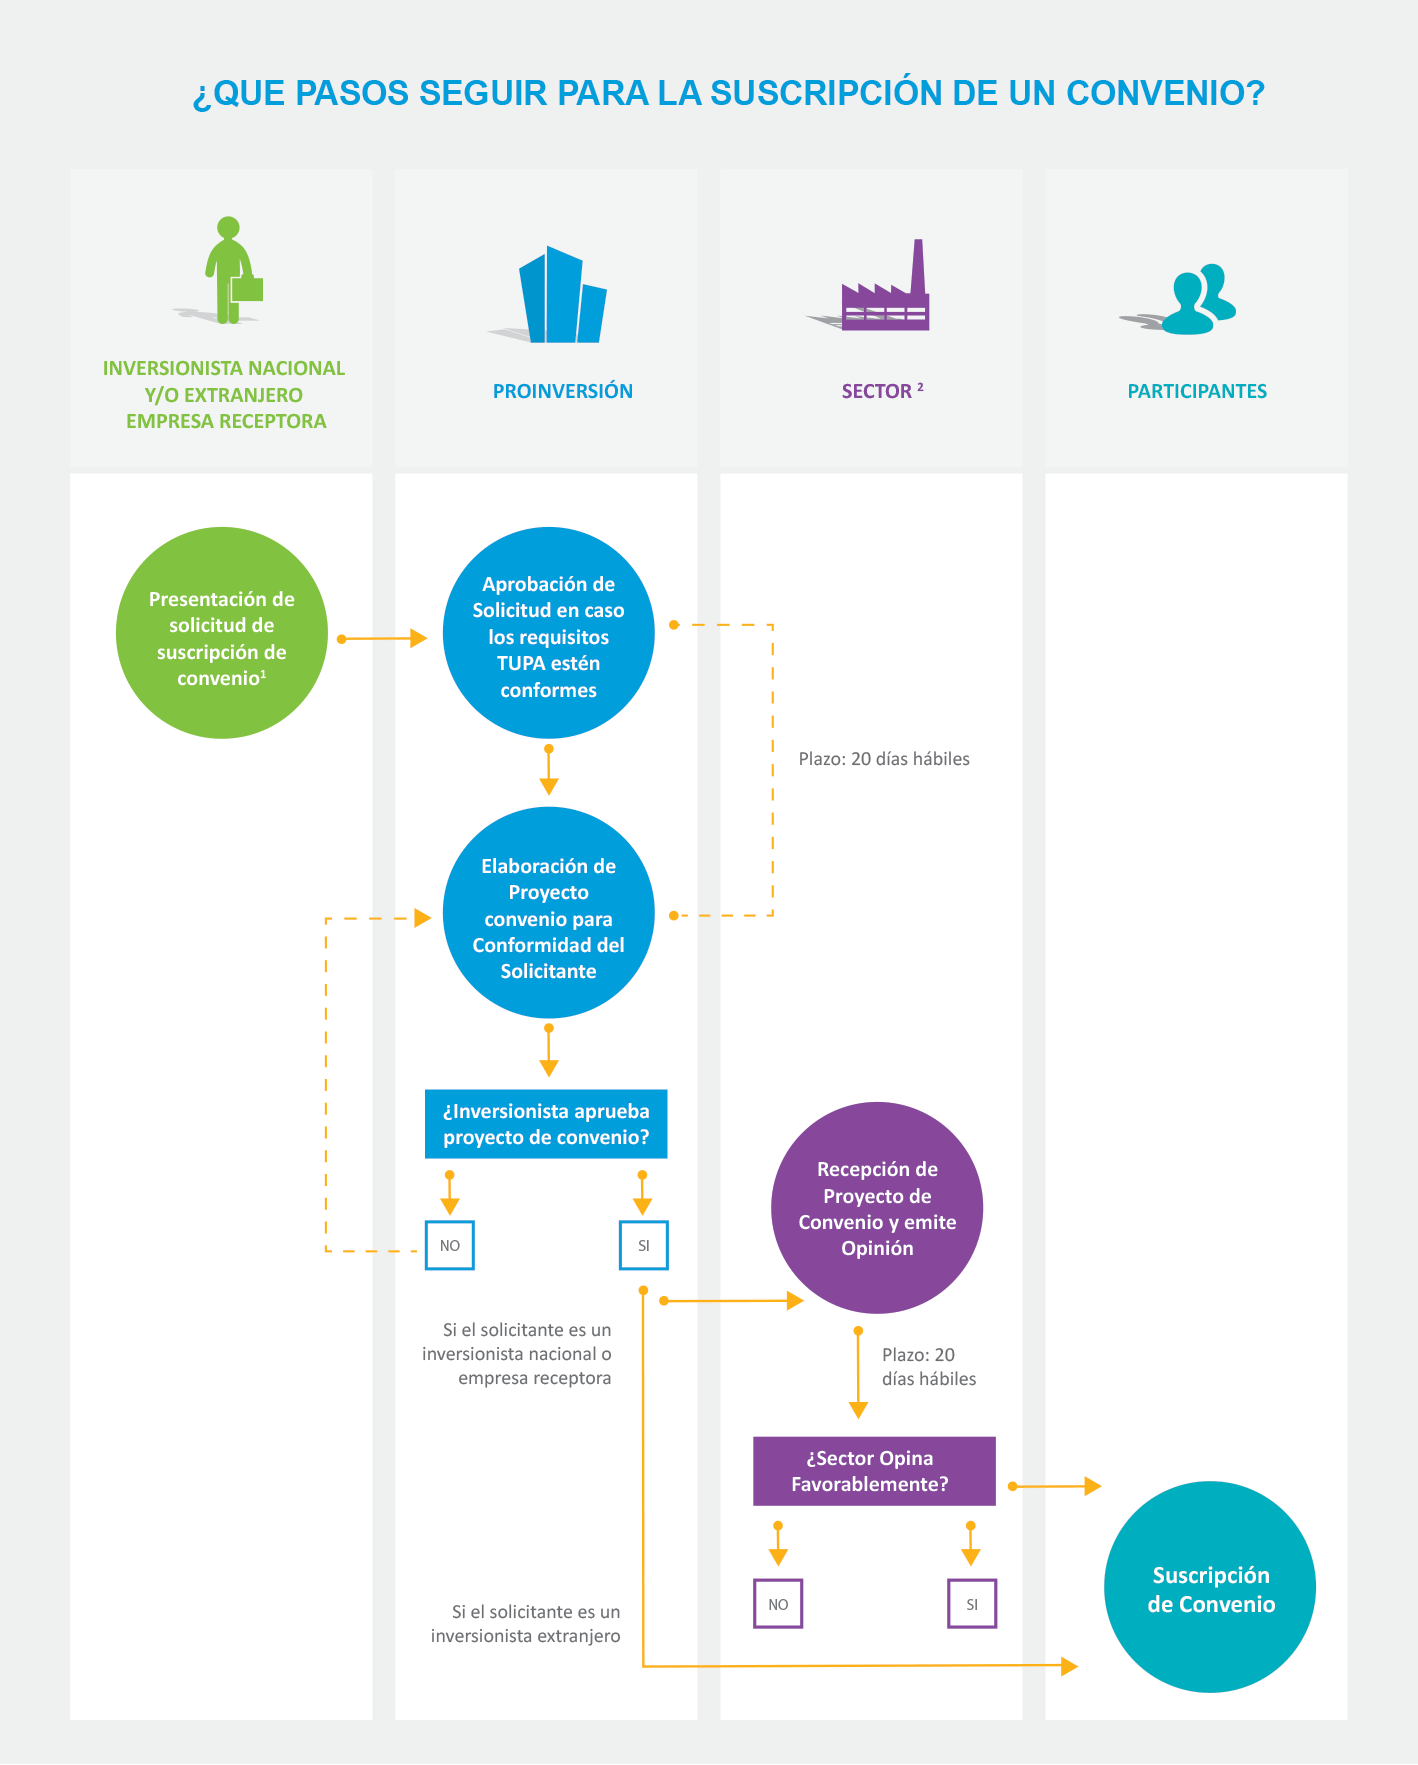 ¿QUE PASOS SEGUIR PARA LA SUSCRIPCIÓN DE UN CONVENIO?
INVERSIONISTA NACIONAL
Y/O EXTRANJERO
EMPRESA RECEPTORA
PROINVERSIÓN
SECTOR ²
PARTICIPANTES
Presentación de
solicitud de
suscripción de
convenio¹
Aprobación de
Solicitud en caso
los requisitos
TUPA estén
conformes
Plazo: 20 días hábiles
Elaboración de
Proyecto
convenio para
Conformidad del
Solicitante
¿Inversionista aprueba
proyecto de convenio?
NO
SI
Recepción de
Proyecto de
Convenio y emite
Opinión
Si el solicitante es un
inversionista nacional o
empresa receptora
Plazo: 20
días hábiles
¿Sector Opina
Favorablemente?
NO
SI
Si el solicitante es un
inversionista extranjero
Suscripción
de Convenio